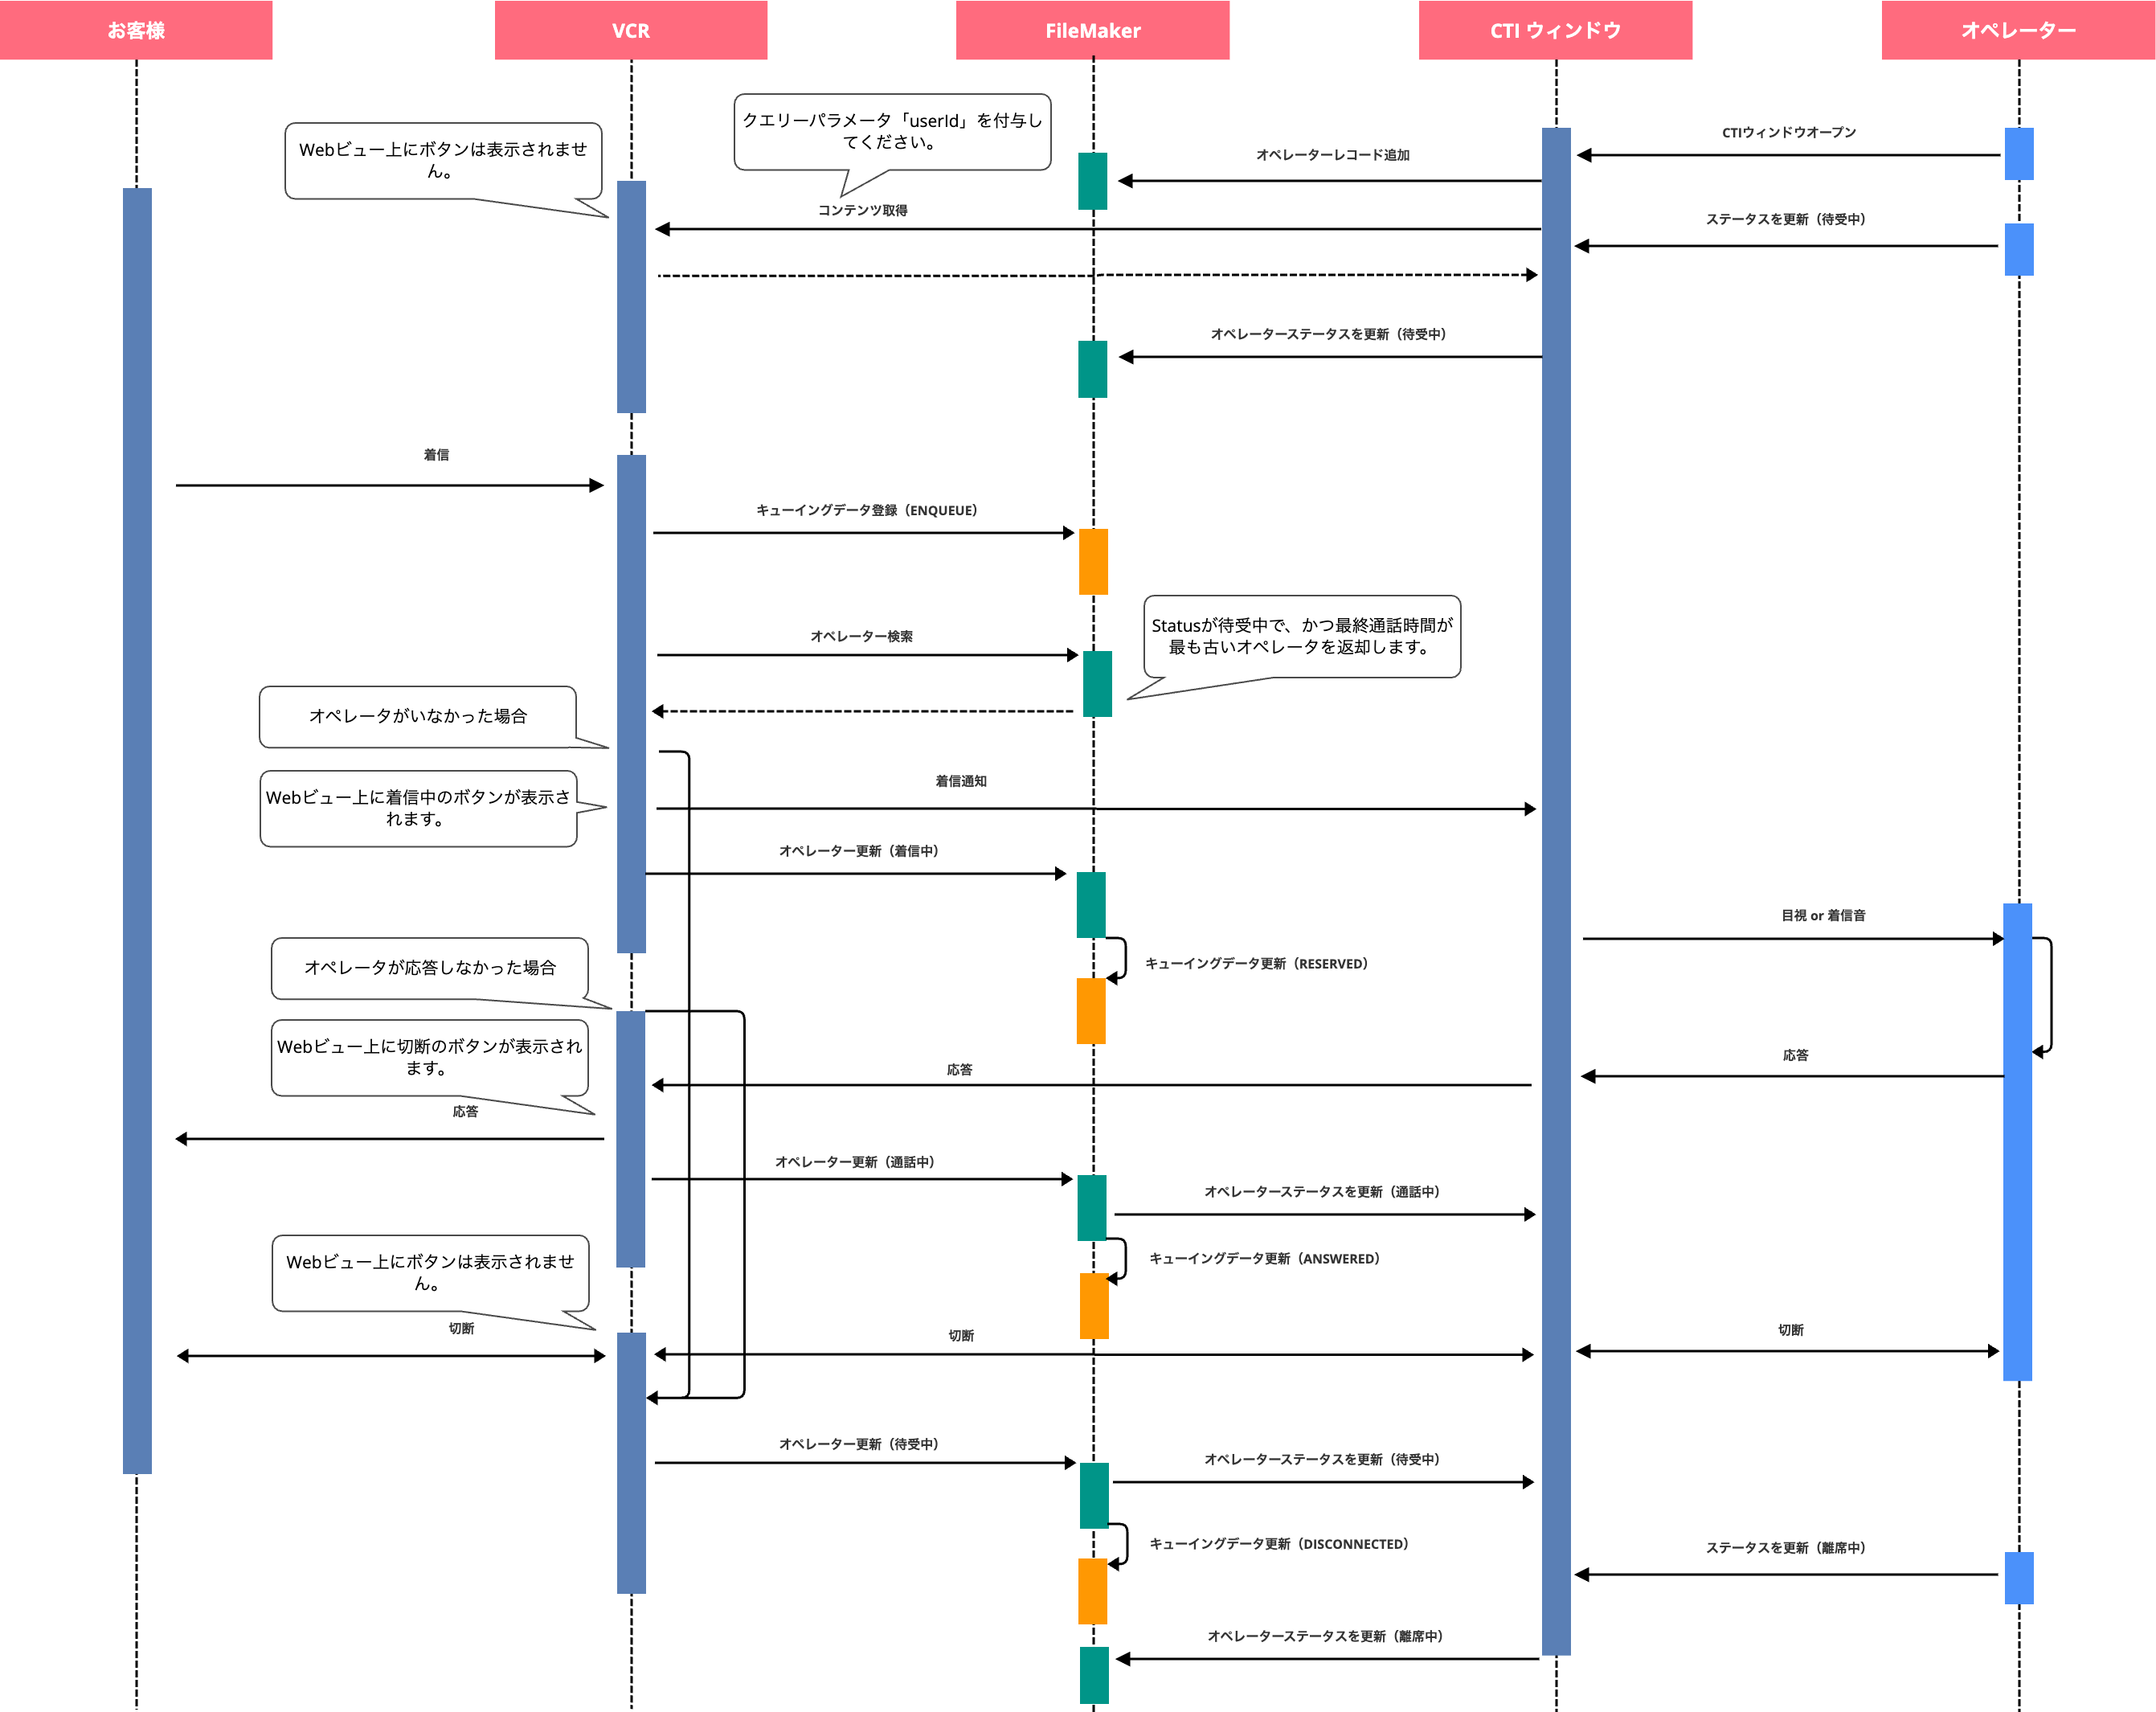 お客様
VCR
FileMaker
CTI ウィンドウ
オペレーター
クエリーパラメータ「userId」を付与し
てください。
Webビュー上にボタンは表示されませ
ん。
CTIウィンドウオープン
オペレーターレコード追加
コンテンツ取得
ステータスを更新（待受中）
オペレーターステータスを更新（待受中）
着信
キューイングデータ登録（ENQUEUE）
オペレーター検索
Statusが待受中で、かつ最終通話時間が
最も古いオペレータを返却します。
オペレータがいなかった場合
着信通知
Webビュー上に着信中のボタンが表示さ
れます。
オペレーター更新（着信中）
目視 or 着信音
オペレータが応答しなかった場合
キューイングデータ更新（RESERVED）
Webビュー上に切断のボタンが表示され
ます。
応答
応答
応答
オペレーター更新（通話中）
オペレーターステータスを更新（通話中）
Webビュー上にボタンは表示されませ
ん。
キューイングデータ更新（ANSWERED）
切断
切断
切断
オペレーター更新（待受中）
オペレーターステータスを更新（待受中）
キューイングデータ更新（DISCONNECTED）
ステータスを更新（離席中）
オペレーターステータスを更新（離席中）